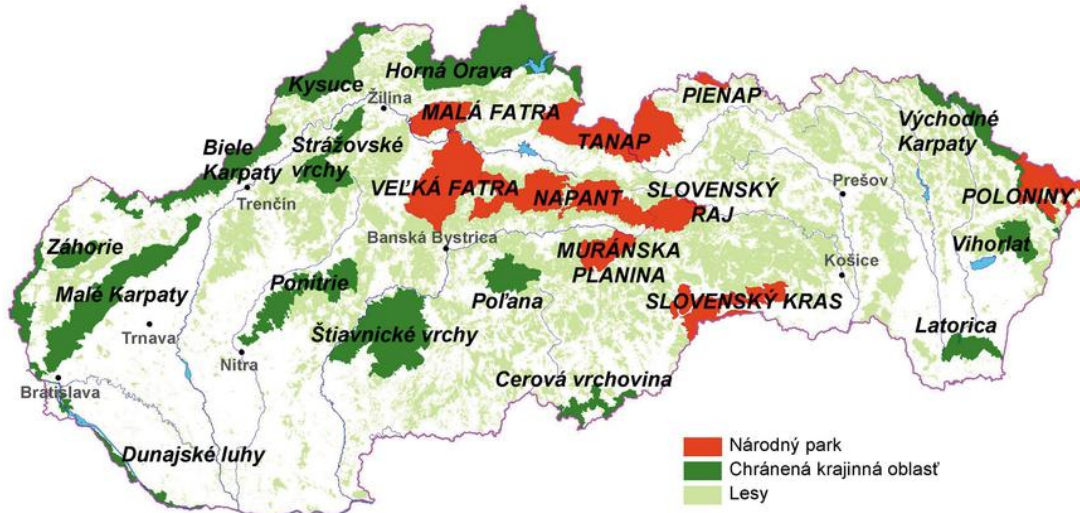 Kysuce
Horná Orava
Žilina
MALÁ FATRA
PIENAP
TANAP
Východné
Karpaty
Biele
Karpaty
Strážovské
vrchy
Trenčín
VEĽKÁ FATRA
NAPANT
SLOVENSKÝ
RAJ
Prešov
POLONINY
Záhorie
Banská Bystrica
MURÁNSKA
PLANINA
Vihorlat
Košice
Malé Karpaty
Ponitrie
Poľana
SLOVENSKÝ KRAS
Trnava
Štiavnické vrchy
Latorica
Nitra
Bratislava
Cerová vrchovina
Dunajské luhy
Národný park
Chránená krajinná oblasť
Lesy